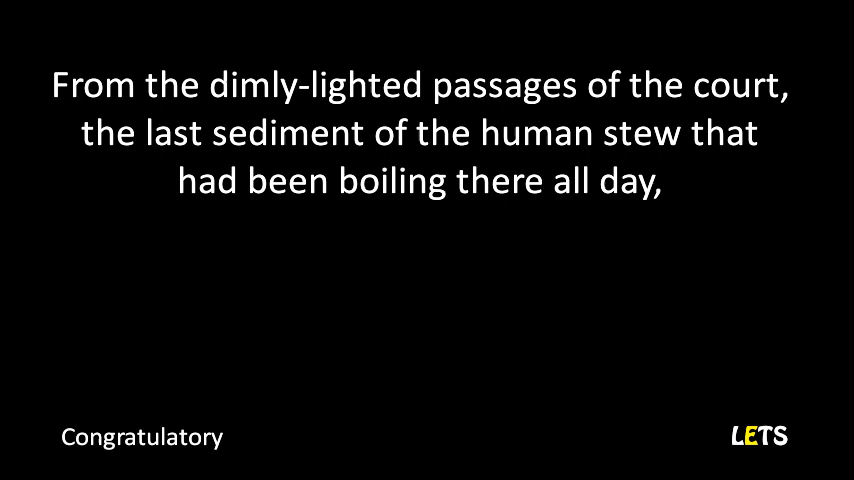 From the dimly-lighted passages of the court,
the last sediment of the human stew that
had been boiling there all day,
Congratulatory
LETS